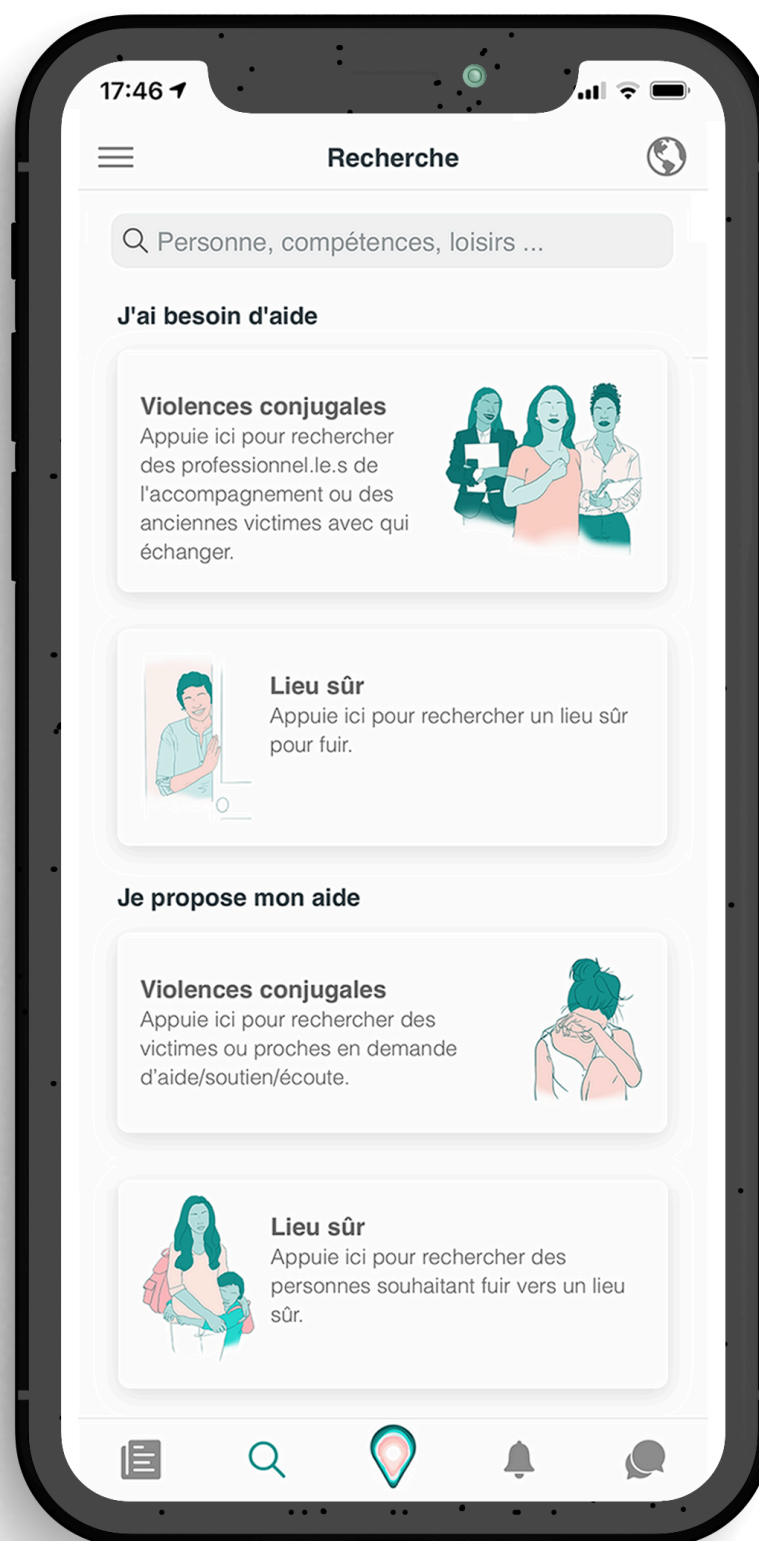 17:46
Recherche
Personne, compétences, loisirs ...
J'ai besoin d'aide
Violences conjugales
Appuie ici pour rechercher
des professionnel.le.s de
l'accompagnement ou des
anciennes victimes avec qui
échanger.
Lieu sûr
Appuie ici pour rechercher un lieu sûr
pour fuir.
Je propose mon aide
Violences conjugales
Appuie ici pour rechercher des
victimes ou proches en demande
d'aide/soutien/écoute.
Lieu sûr
Appuie ici pour rechercher des
personnes souhaitant fuir vers un lieu
sûr.